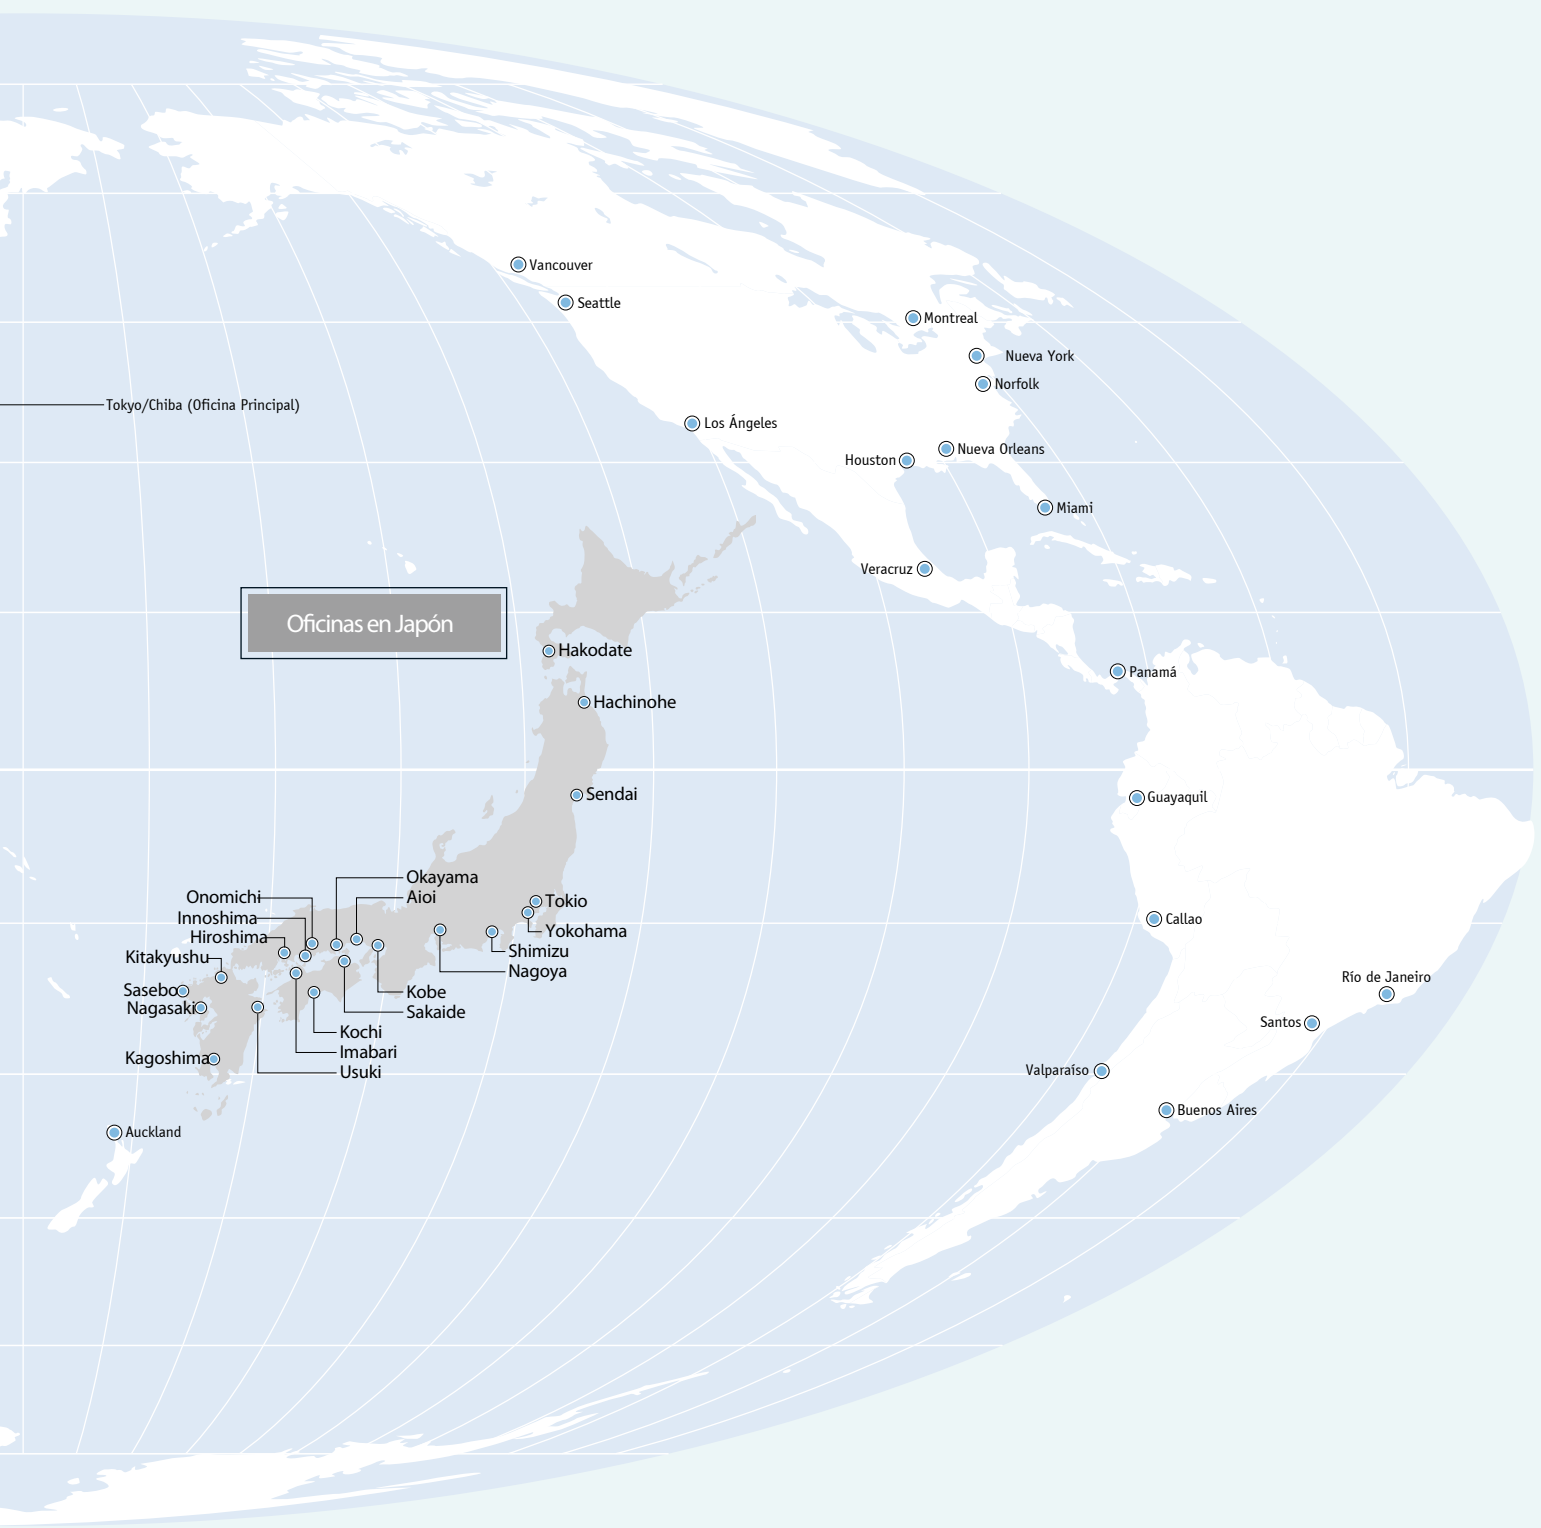 Vancouver
Seattle
Montreal
Nueva York
Norfolk
Tokyo/Chiba (Oficina Principal)
Los Ángeles
Nueva Orleans
Houston
Miami
Veracruz
Oficinas en Japón
Hakodate
Panamá
Hachinohe
Sendai
Guayaquil
Okayama
Onomichi
Aioi
Tokio
Innoshima
Callao
Yokohama
Hiroshima
Shimizu
Kitakyushu
Nagoya
Río de Janeiro
Sasebo
Kobe
Nagasaki
Sakaide
Santos
Kochi
Imabari
Kagoshima
Usuki
Valparaíso
Buenos Aires
Auckland